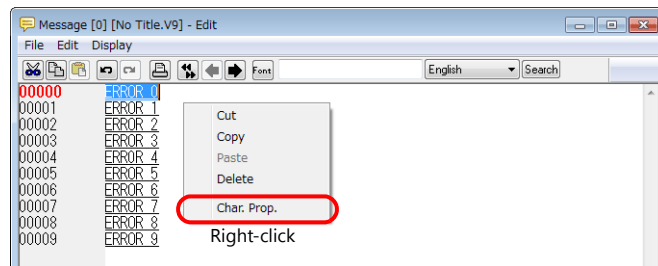 Message [0] [No Title.V9] - Edit
File Edit Display
Font English Search
00000 ERROR 0
00001 ERROR 1
00002 ERROR 2
00003 ERROR 3
00004 ERROR 4
00005 ERROR 5
00006 ERROR 6
00007 ERROR 7
00008 ERROR 8
00009 ERROR 9
Cut
Copy
Paste
Delete
Char. Prop.
Right-click